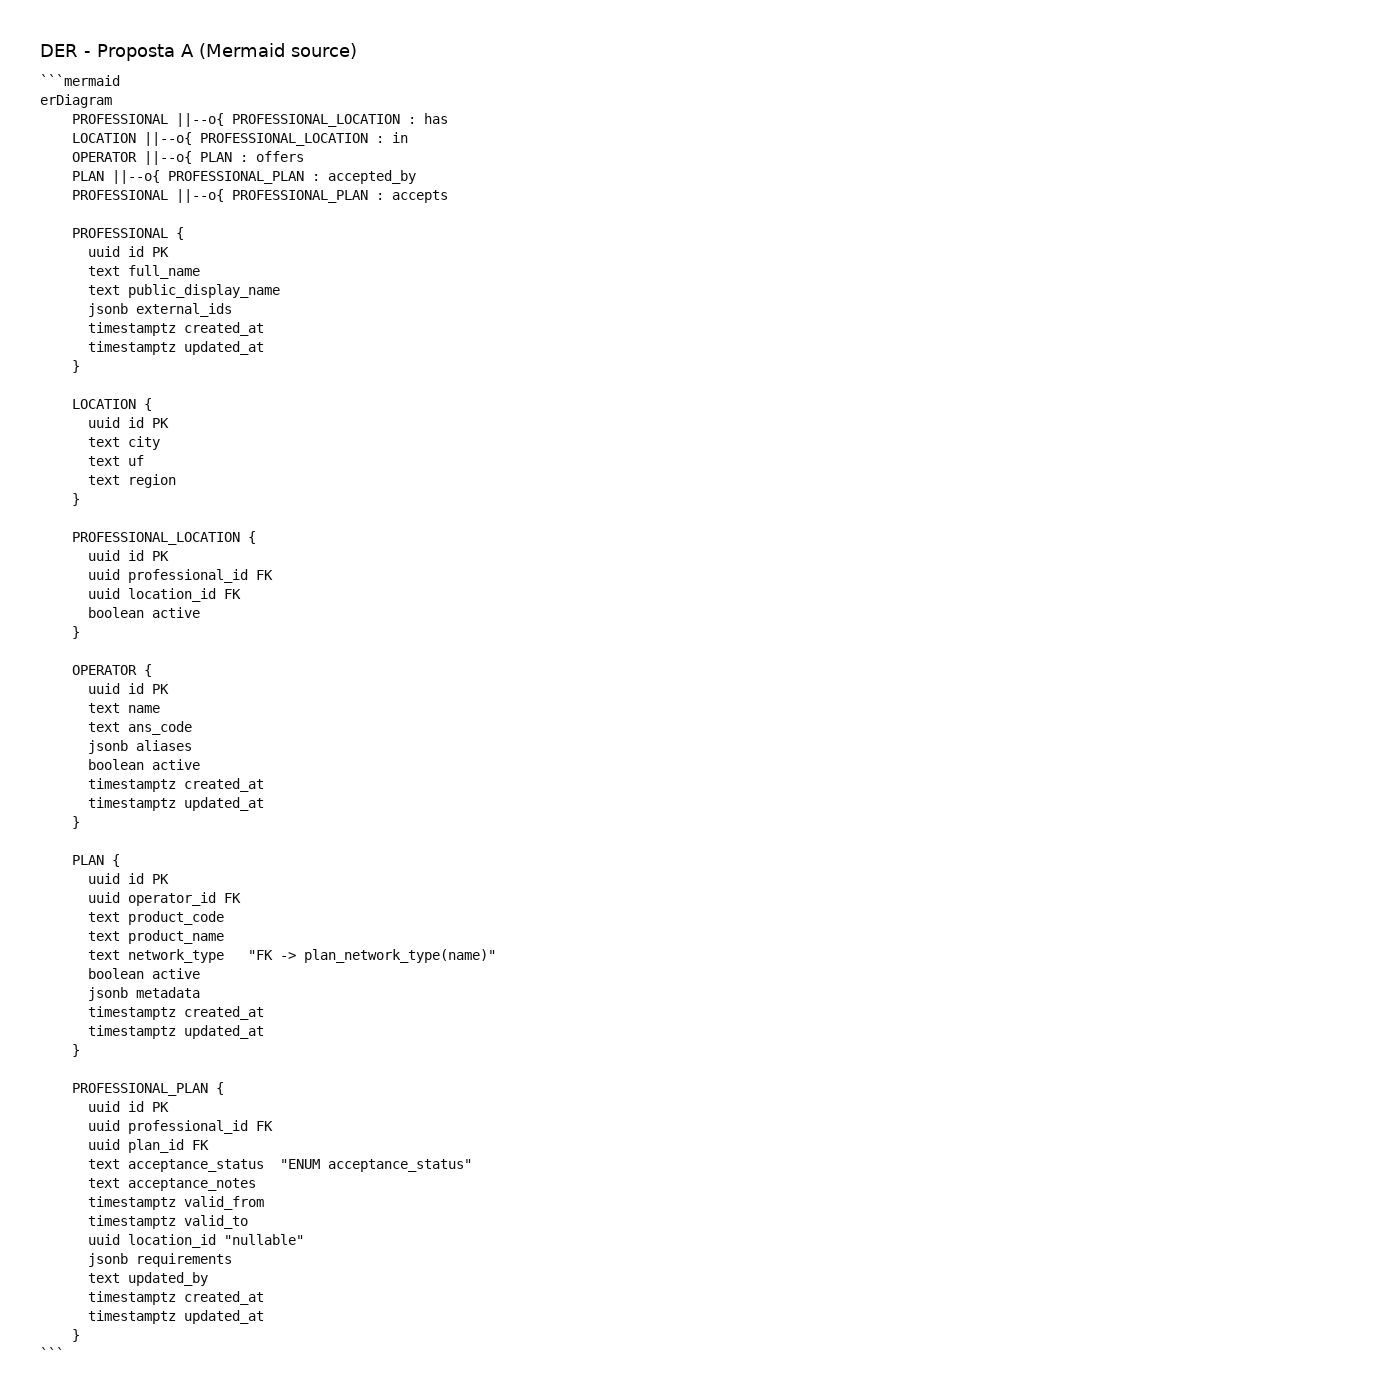 DER - Proposta A (Mermaid source)
```mermaid
erDiagram
    PROFESSIONAL ||--o{ PROFESSIONAL_LOCATION : has
    LOCATION ||--o{ PROFESSIONAL_LOCATION : in
    OPERATOR ||--o{ PLAN : offers
    PLAN ||--o{ PROFESSIONAL_PLAN : accepted_by
    PROFESSIONAL ||--o{ PROFESSIONAL_PLAN : accepts

    PROFESSIONAL {
      uuid id PK
      text full_name
      text public_display_name
      jsonb external_ids
      timestamptz created_at
      timestamptz updated_at
    }

    LOCATION {
      uuid id PK
      text city
      text uf
      text region
    }

    PROFESSIONAL_LOCATION {
      uuid id PK
      uuid professional_id FK
      uuid location_id FK
      boolean active
    }

    OPERATOR {
      uuid id PK
      text name
      text ans_code
      jsonb aliases
      boolean active
      timestamptz created_at
      timestamptz updated_at
    }

    PLAN {
      uuid id PK
      uuid operator_id FK
      text product_code
      text product_name
      text network_type   "FK -> plan_network_type(name)"
      boolean active
      jsonb metadata
      timestamptz created_at
      timestamptz updated_at
    }

    PROFESSIONAL_PLAN {
      uuid id PK
      uuid professional_id FK
      uuid plan_id FK
      text acceptance_status  "ENUM acceptance_status"
      text acceptance_notes
      timestamptz valid_from
      timestamptz valid_to
      uuid location_id "nullable"
      jsonb requirements
      text updated_by
      timestamptz created_at
      timestamptz updated_at
    }
```